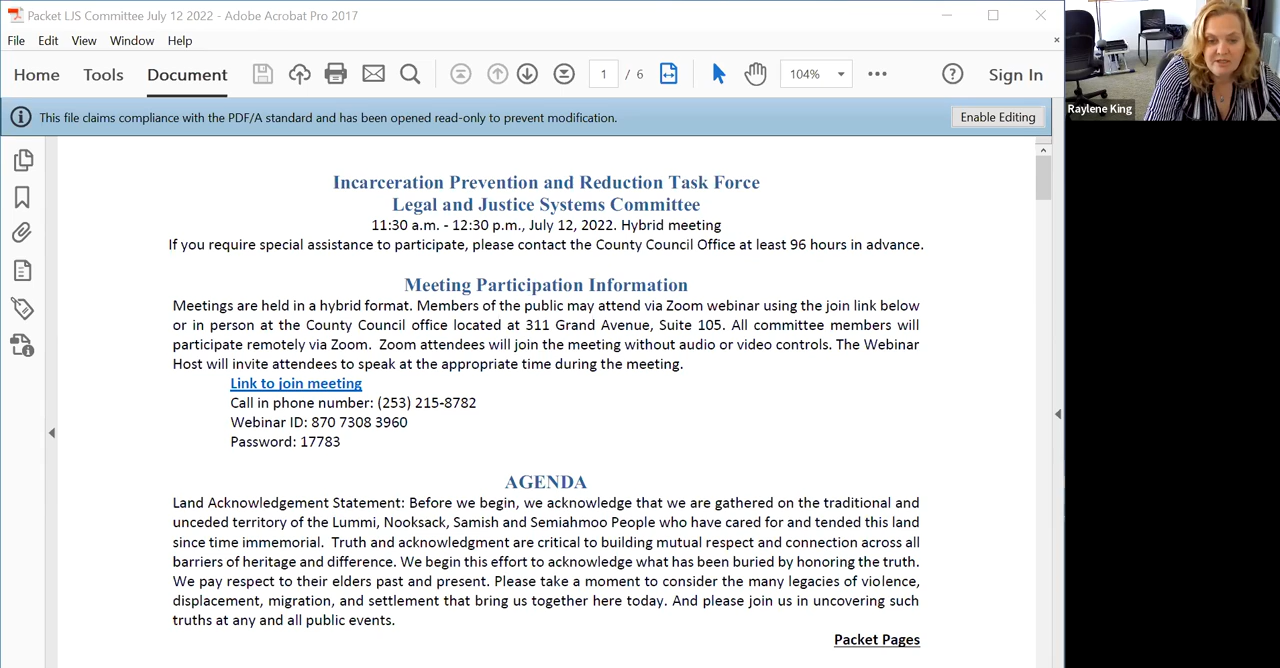 Packet LJS Committee July 12 2022 - Adobe Acrobat Pro 2017
File Edit View Window Help
Home Tools Document 1 / 6 104% Sign In
This file claims compliance with the PDF/A standard and has been opened read-only to prevent modification. Enable Editing
Raylene King
Incarceration Prevention and Reduction Task Force
Legal and Justice Systems Committee
11:30 a.m. - 12:30 p.m., July 12, 2022. Hybrid meeting
If you require special assistance to participate, please contact the County Council Office at least 96 hours in advance.
Meeting Participation Information
Meetings are held in a hybrid format. Members of the public may attend via Zoom webinar using the join link below
or in person at the County Council office located at 311 Grand Avenue, Suite 105. All committee members will
participate remotely via Zoom. Zoom attendees will join the meeting without audio or video controls. The Webinar
Host will invite attendees to speak at the appropriate time during the meeting.
Link to join meeting
Call in phone number: (253) 215-8782
Webinar ID: 870 7308 3960
Password: 17783
AGENDA
Land Acknowledgement Statement: Before we begin, we acknowledge that we are gathered on the traditional and
unceded territory of the Lummi, Nooksack, Samish and Semiahmoo People who have cared for and tended this land
since time immemorial. Truth and acknowledgment are critical to building mutual respect and connection across all
barriers of heritage and difference. We begin this effort to acknowledge what has been buried by honoring the truth.
We pay respect to their elders past and present. Please take a moment to consider the many legacies of violence,
displacement, migration, and settlement that bring us together here today. And please join us in uncovering such
truths at any and all public events.
Packet Pages